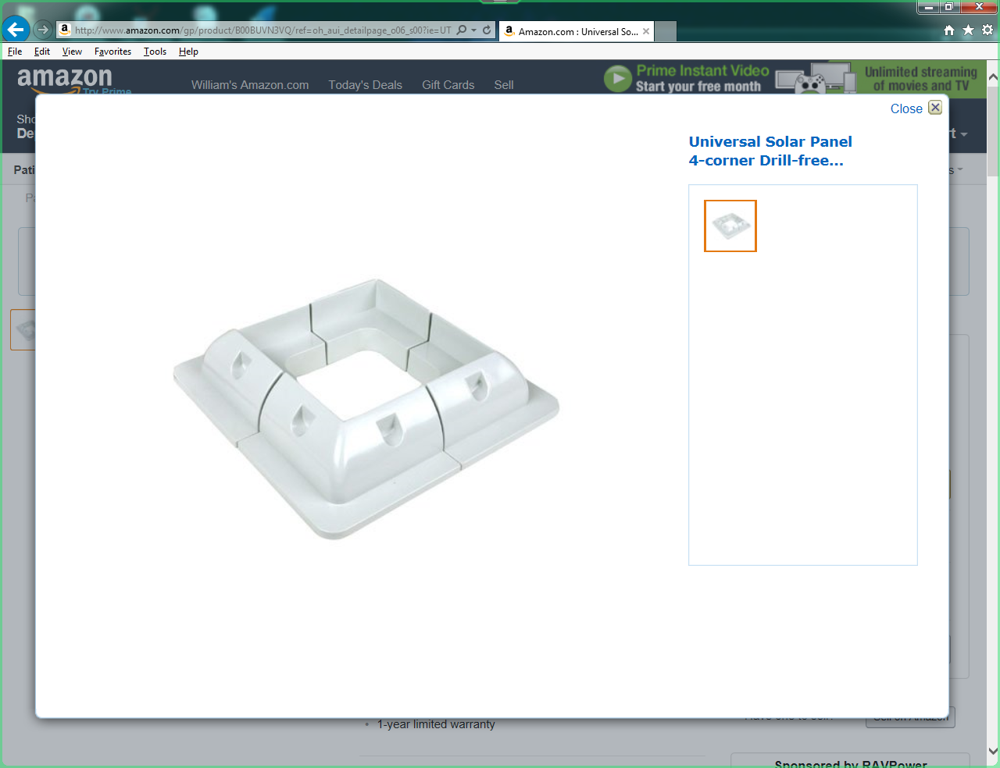 http://www.amazon.com/gp/product/B00BUVN3VQ/ref=oh_aui_detailpage_o06_s00?ie=UT
Amazon.com : Universal So...
File Edit View Favorites Tools Help
amazon
Try Prime
William's Amazon.com Today's Deals Gift Cards Sell
Prime Instant Video
Start your free month
Unlimited streaming
of movies and TV
Close
Universal Solar Panel
4-corner Drill-free...
1-year limited warranty
Sponsored by RAVPower